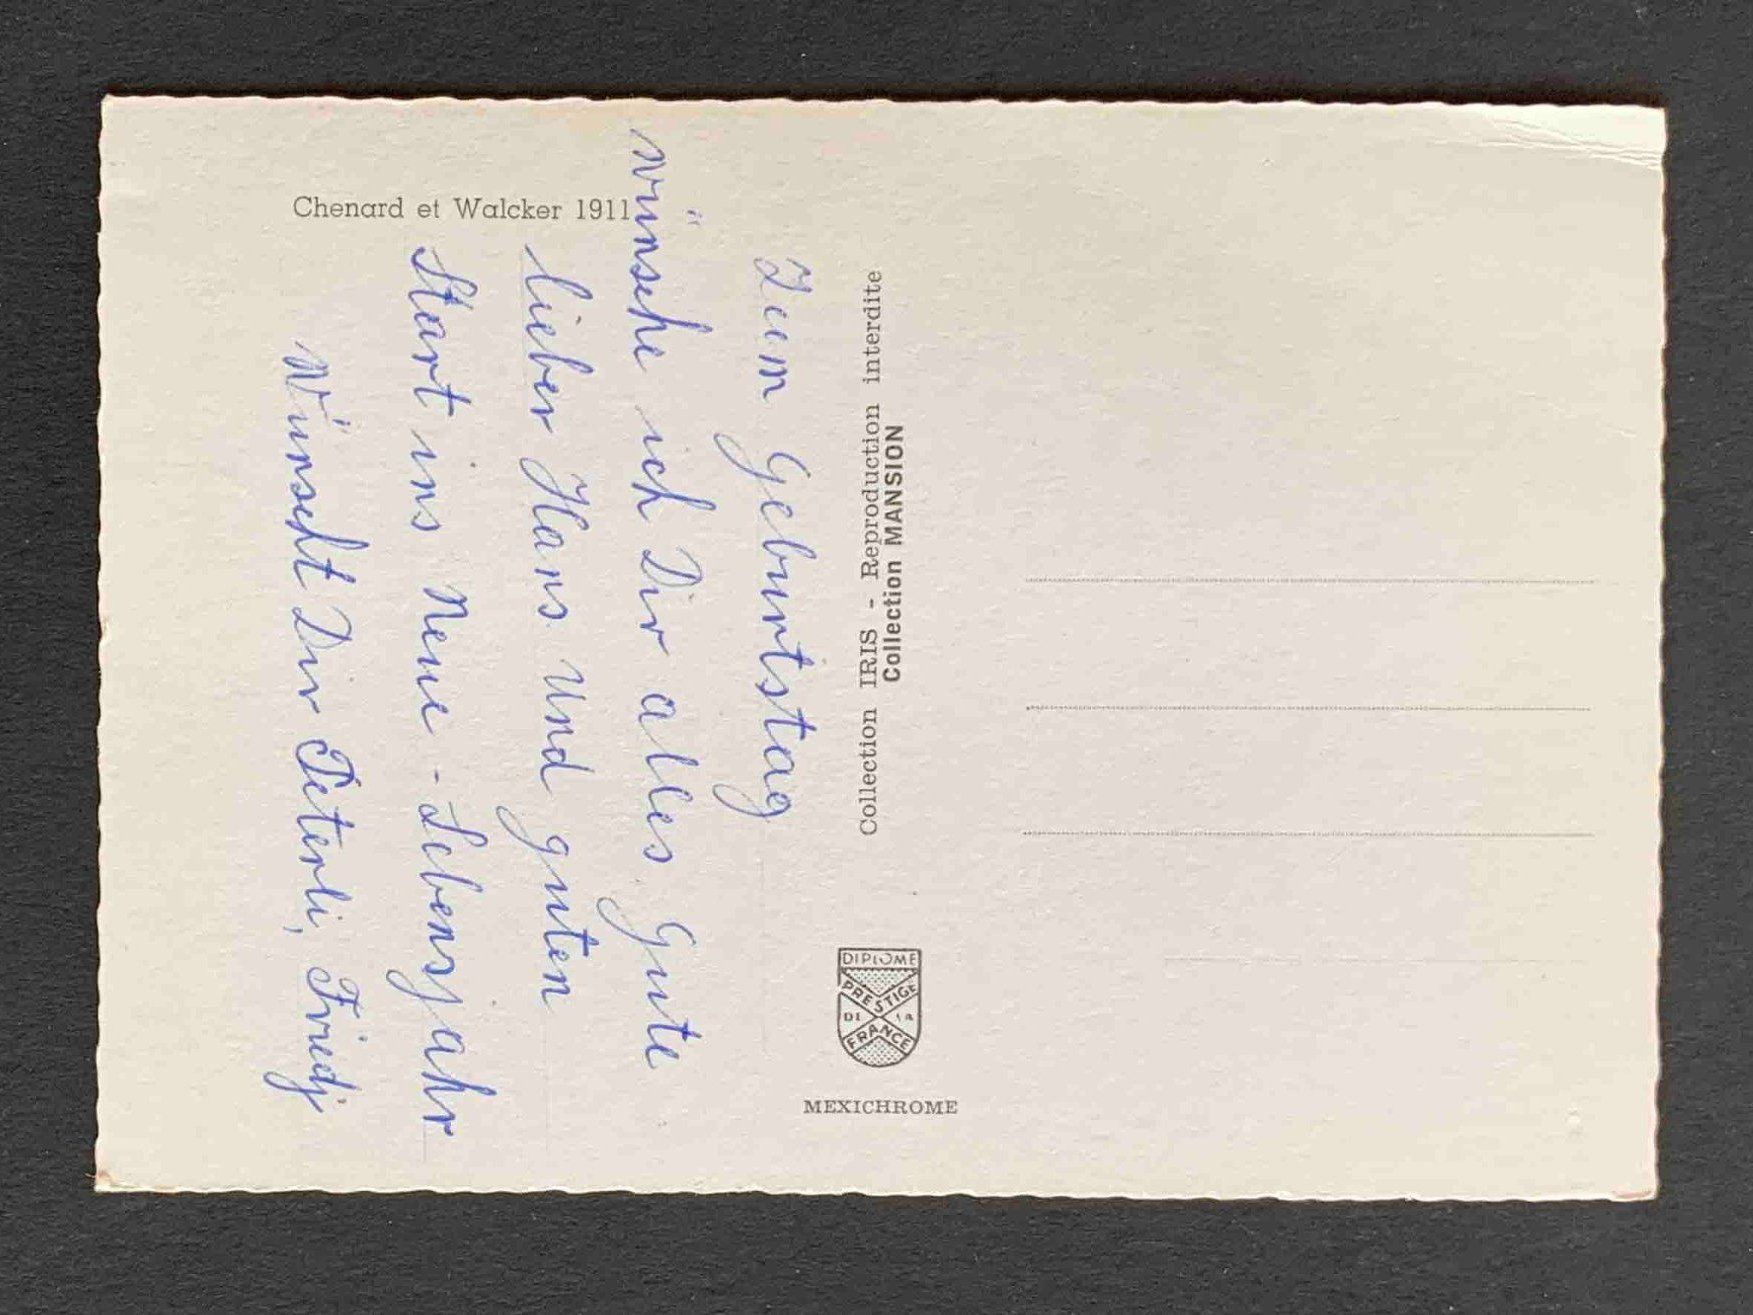 Chenard et Walcker 1911
Zum Geburtstag
wünsche ich Dir alles Gute
lieber Hans und guten
Start ins Neue-Lebensjahr
Wünscht Dir Peterli, Friedj
Collection IRIS - Reproduction interdite
Collection MANSION
DIPLOME
PRESTIGE
DE LA
FRANCE
MEXICHROME